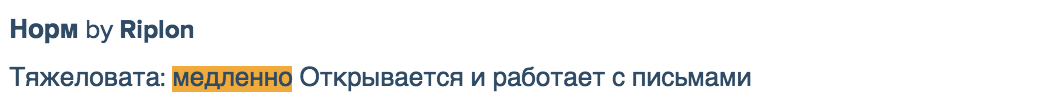 Норм by Riplon
Тяжеловата: медленно Открывается и работает с письмами